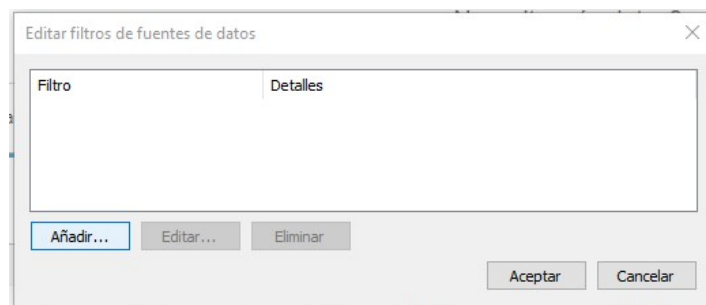 Editar filtros de fuentes de datos
Filtro Detalles
Añadir... Editar... Eliminar
Aceptar Cancelar